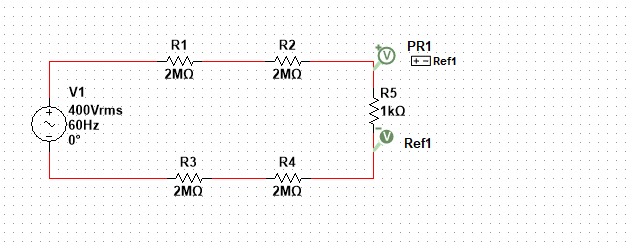 R1
2MΩ
R2
2MΩ
PR1
Ref1
V1
400Vrms
60Hz
0°
R5
1kΩ
V
V
Ref1
R3
2MΩ
R4
2MΩ